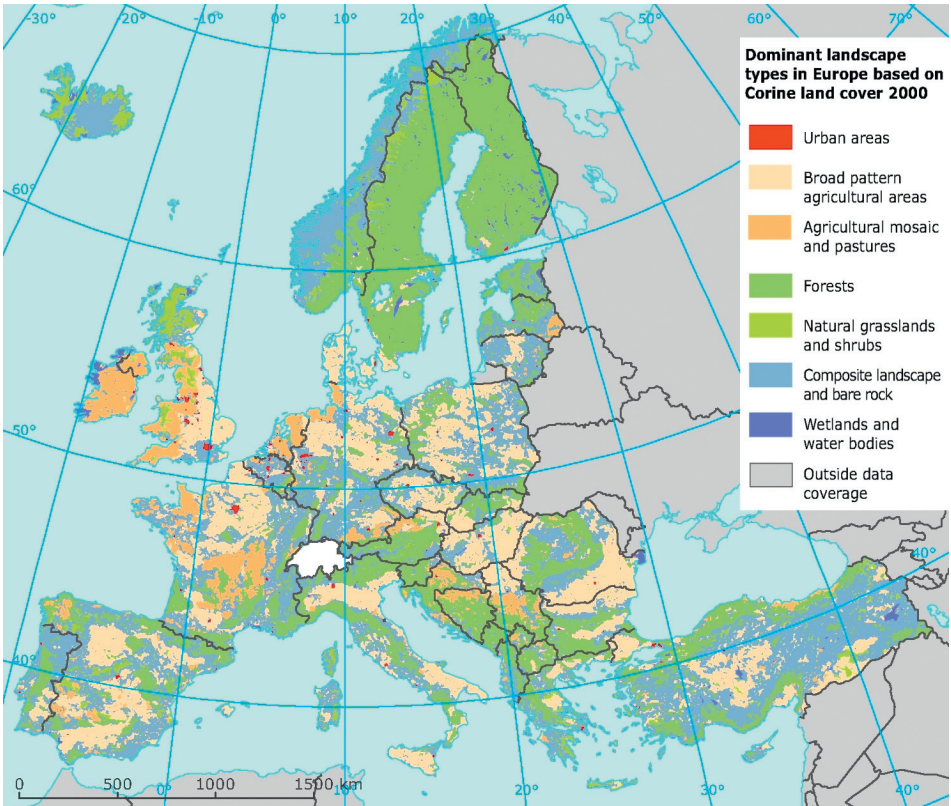 -30°
-20°
-10°
0°
10°
20°
30°
40°
50°
60°
70°
60°
50°
40°
Dominant landscape
types in Europe based on
Corine land cover 2000
Urban areas
Broad pattern
agricultural areas
Agricultural mosaic
and pastures
Forests
Natural grasslands
and shrubs
Composite landscape
and bare rock
Wetlands and
water bodies
Outside data
coverage
50°
40°
40°
0
500
1000
1500 km
0°
10°
20°
30°
40°